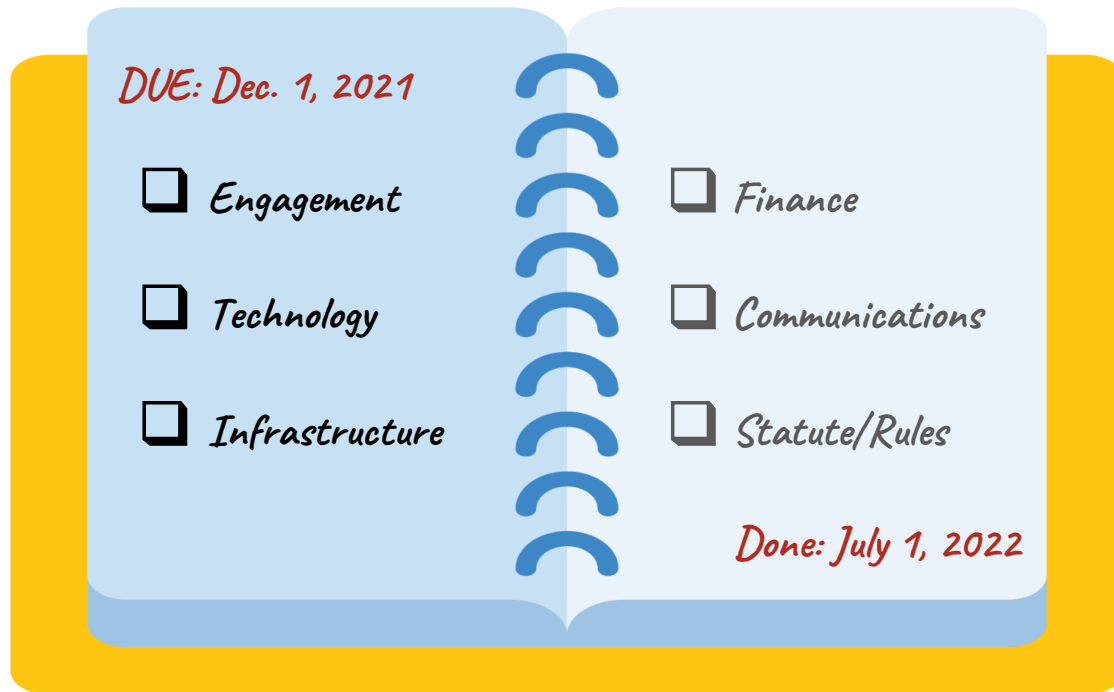 DUE: Dec. 1, 2021
Engagement
Technology
Infrastructure
Finance
Communications
Statute/Rules
Done: July 1, 2022